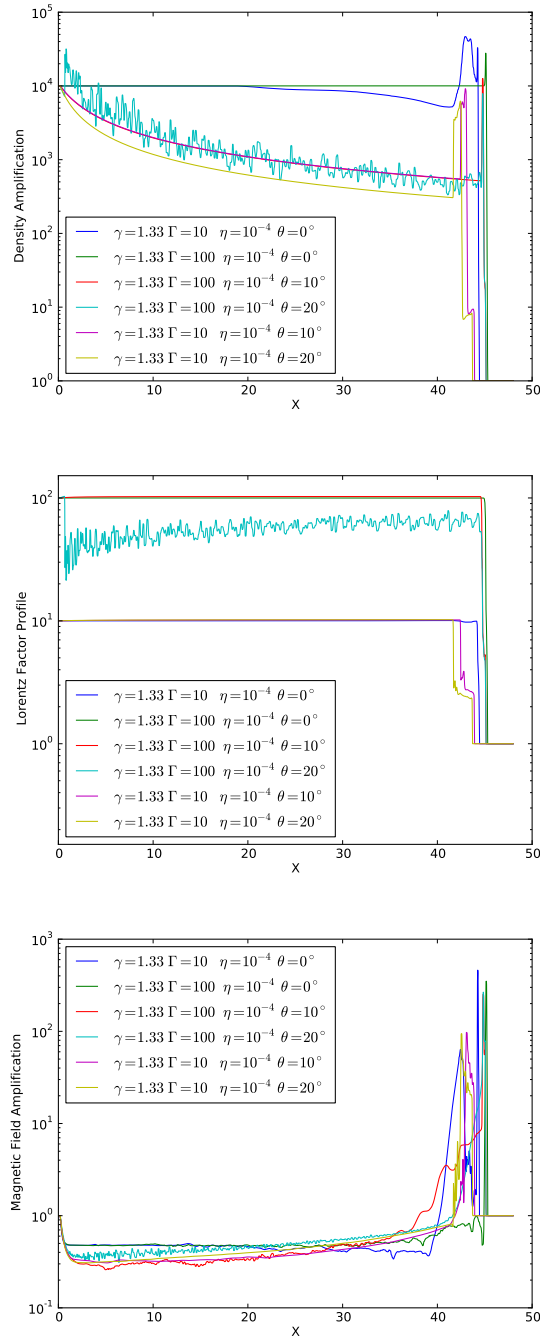 10^5
10^4
10^3
10^2
10^1
10^0
Density Amplification
γ=1.33 Γ=10 η=10^{-4} θ=0°
γ=1.33 Γ=100 η=10^{-4} θ=0°
γ=1.33 Γ=100 η=10^{-4} θ=10°
γ=1.33 Γ=100 η=10^{-4} θ=20°
γ=1.33 Γ=10 η=10^{-4} θ=10°
γ=1.33 Γ=10 η=10^{-4} θ=20°
0 10 20 30 40 50
X
10^2
10^1
10^0
Lorentz Factor Profile
γ=1.33 Γ=10 η=10^{-4} θ=0°
γ=1.33 Γ=100 η=10^{-4} θ=0°
γ=1.33 Γ=100 η=10^{-4} θ=10°
γ=1.33 Γ=100 η=10^{-4} θ=20°
γ=1.33 Γ=10 η=10^{-4} θ=10°
γ=1.33 Γ=10 η=10^{-4} θ=20°
0 10 20 30 40 50
X
10^3
10^2
10^1
10^0
10^{-1}
Magnetic Field Amplification
γ=1.33 Γ=10 η=10^{-4} θ=0°
γ=1.33 Γ=100 η=10^{-4} θ=0°
γ=1.33 Γ=100 η=10^{-4} θ=10°
γ=1.33 Γ=100 η=10^{-4} θ=20°
γ=1.33 Γ=10 η=10^{-4} θ=10°
γ=1.33 Γ=10 η=10^{-4} θ=20°
0 10 20 30 40 50
X